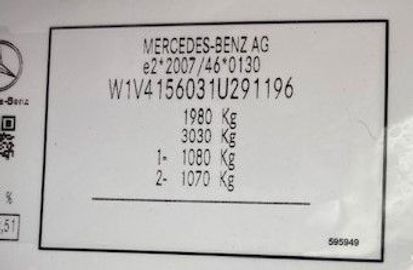 MERCEDES-BENZ AG
e2*2007/46*0130
W1V4156031U291196
1980 Kg
3030 Kg
1- 1080 Kg
2- 1070 Kg
595949
%
,51